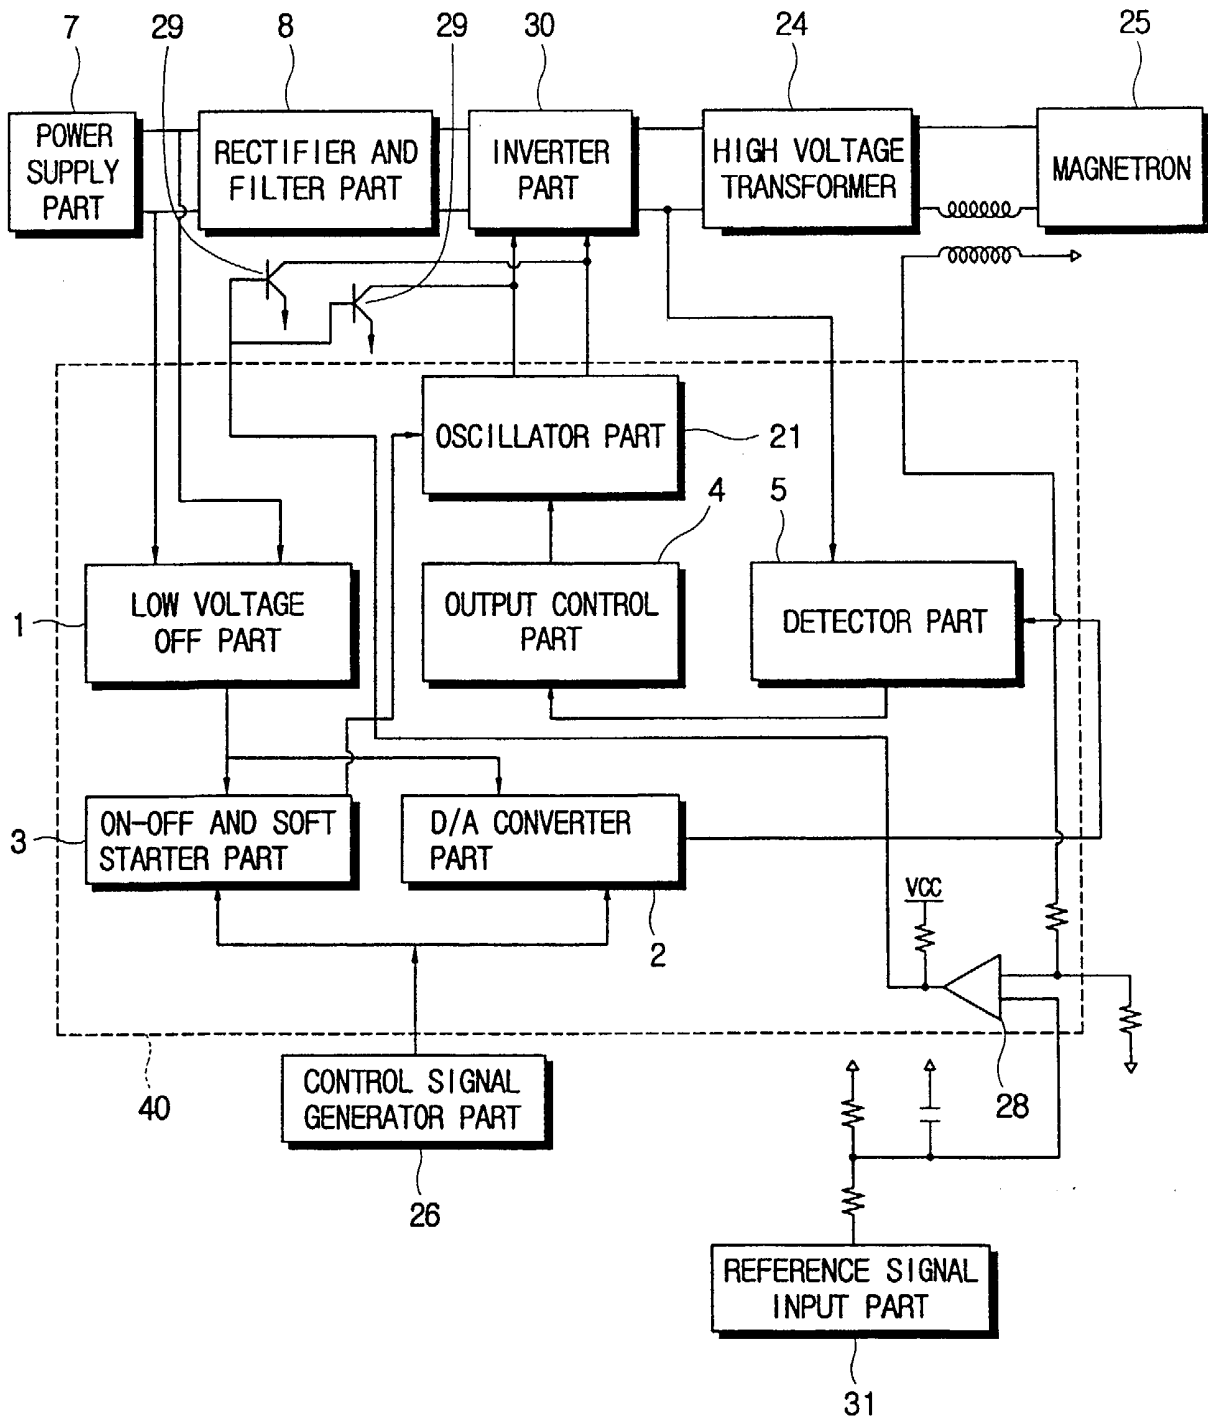 7
29
8
30
29
24
25
POWER
SUPPLY
PART
RECTIFIER AND
FILTER PART
INVERTER
PART
HIGH VOLTAGE
TRANSFORMER
MAGNETRON
OSCILLATOR PART
21
4
5
1
LOW VOLTAGE
OFF PART
OUTPUT CONTROL
PART
DETECTOR PART
3
ON-OFF AND SOFT
STARTER PART
D/A CONVERTER
PART
2
VCC
40
CONTROL SIGNAL
GENERATOR PART
28
26
REFERENCE SIGNAL
INPUT PART
31